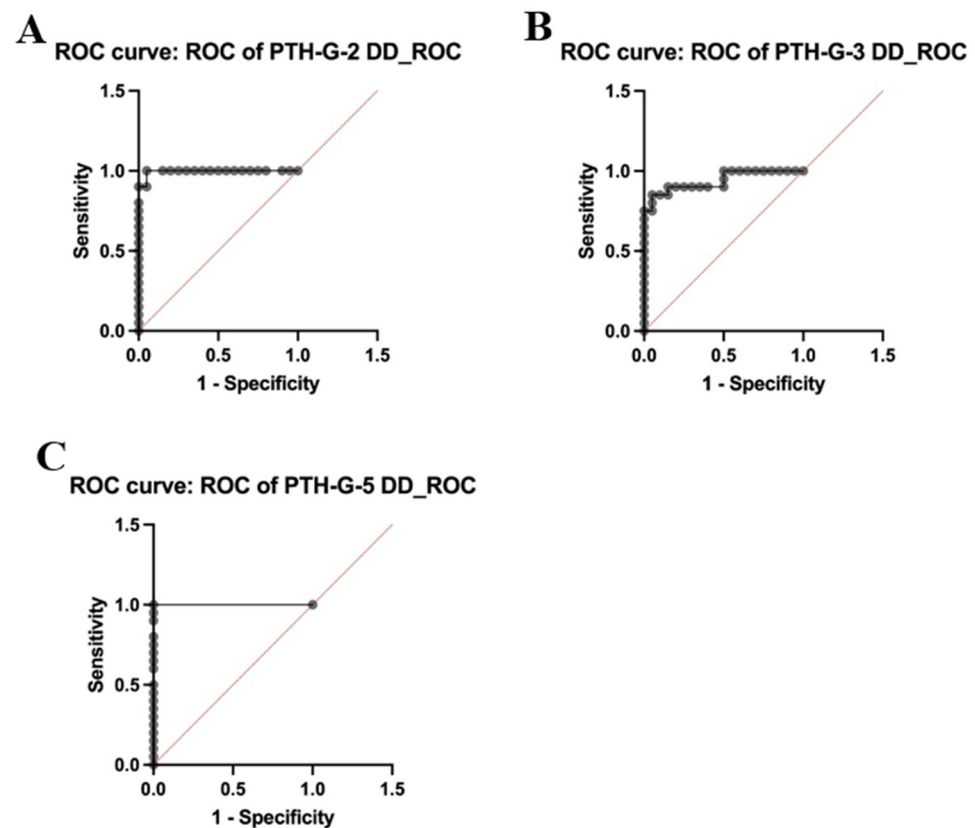 A
ROC curve: ROC of PTH-G-2 DD_ROC
1.5
1.0
0.5
0.0
Sensitivity
0.0 0.5 1.0 1.5
1 - Specificity
B
ROC curve: ROC of PTH-G-3 DD_ROC
1.5
1.0
0.5
0.0
Sensitivity
0.0 0.5 1.0 1.5
1 - Specificity
C
ROC curve: ROC of PTH-G-5 DD_ROC
1.5
1.0
0.5
0.0
Sensitivity
0.0 0.5 1.0 1.5
1 - Specificity